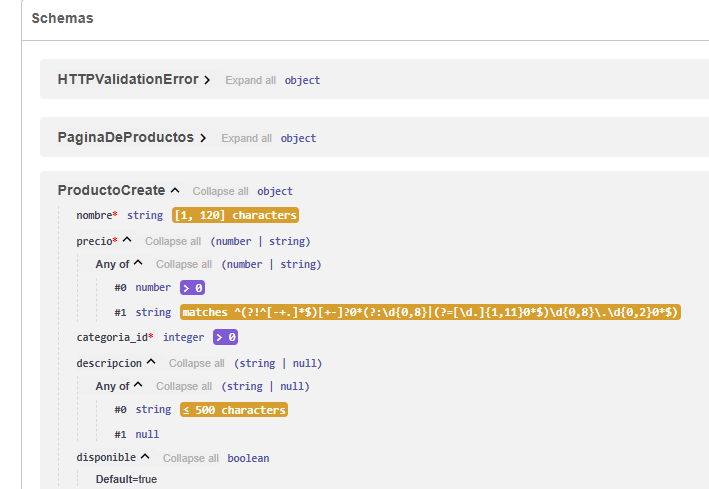 Schemas
HTTPValidationError Expand all object
PaginaDeProductos Expand all object
ProductoCreate Collapse all object
nombre* string [1, 120] characters
precio* Collapse all (number | string)
Any of Collapse all (number | string)
#0 number > 0
#1 string matches ^(?!^[-+.]*$)[+-]?0*(?:\d{0,8}|(?=[\d.]{1,11}0*$)\d{0,8}\.\d{0,2}0*$)
categoria_id* integer > 0
descripcion Collapse all (string | null)
Any of Collapse all (string | null)
#0 string ≤ 500 characters
#1 null
disponible Collapse all boolean
Default=true